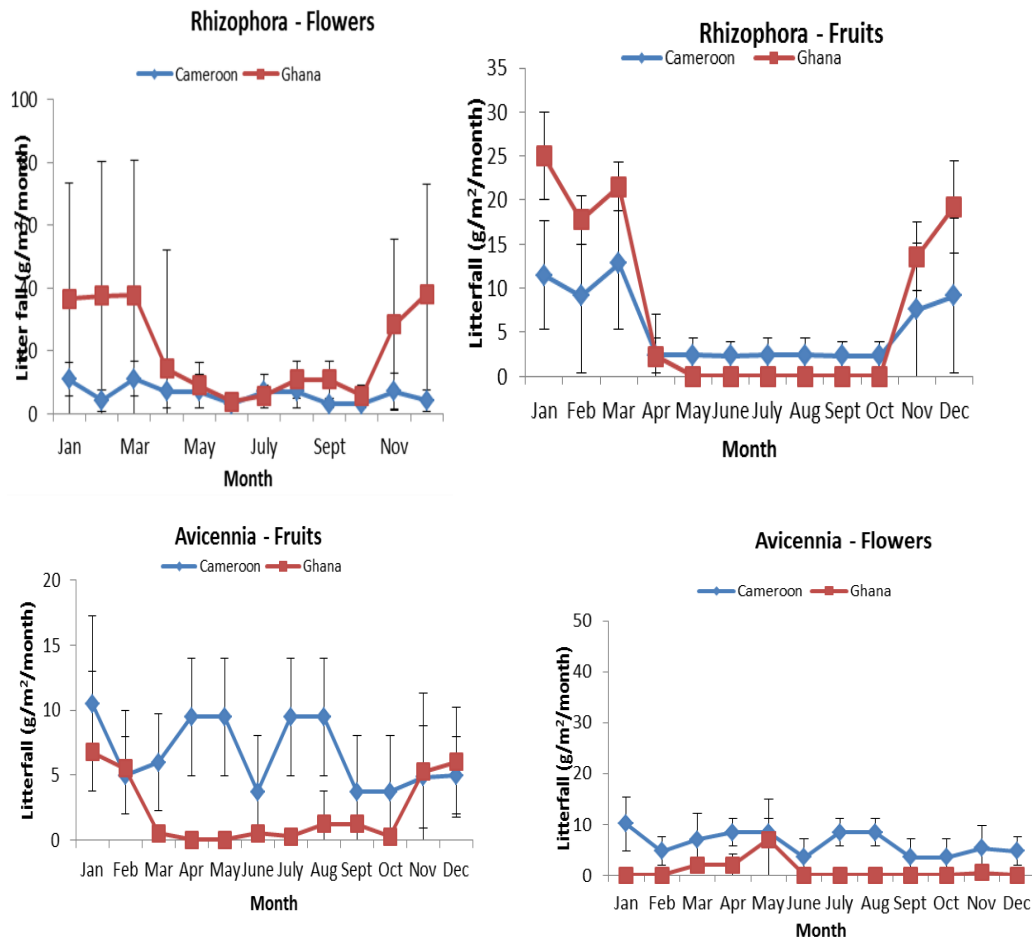 Rhizophora - Flowers
Cameroon Ghana
Litter fall (g/m²/month)
100
80
60
40
20
0
Jan Mar May July Sept Nov
Month
Rhizophora - Fruits
Cameroon Ghana
Litterfall (g/m²/month)
35
30
25
20
15
10
5
0
Jan Feb Mar Apr May June July Aug Sept Oct Nov Dec
Month
Avicennia - Fruits
Cameroon Ghana
Litterfall (g/m²/month)
20
15
10
5
0
Jan Feb Mar Apr May June July Aug Sept Oct Nov Dec
Month
Avicennia - Flowers
Cameroon Ghana
Litterfall (g/m²/month)
50
40
30
20
10
0
Jan Feb Mar Apr May June July Aug Sept Oct Nov Dec
Month